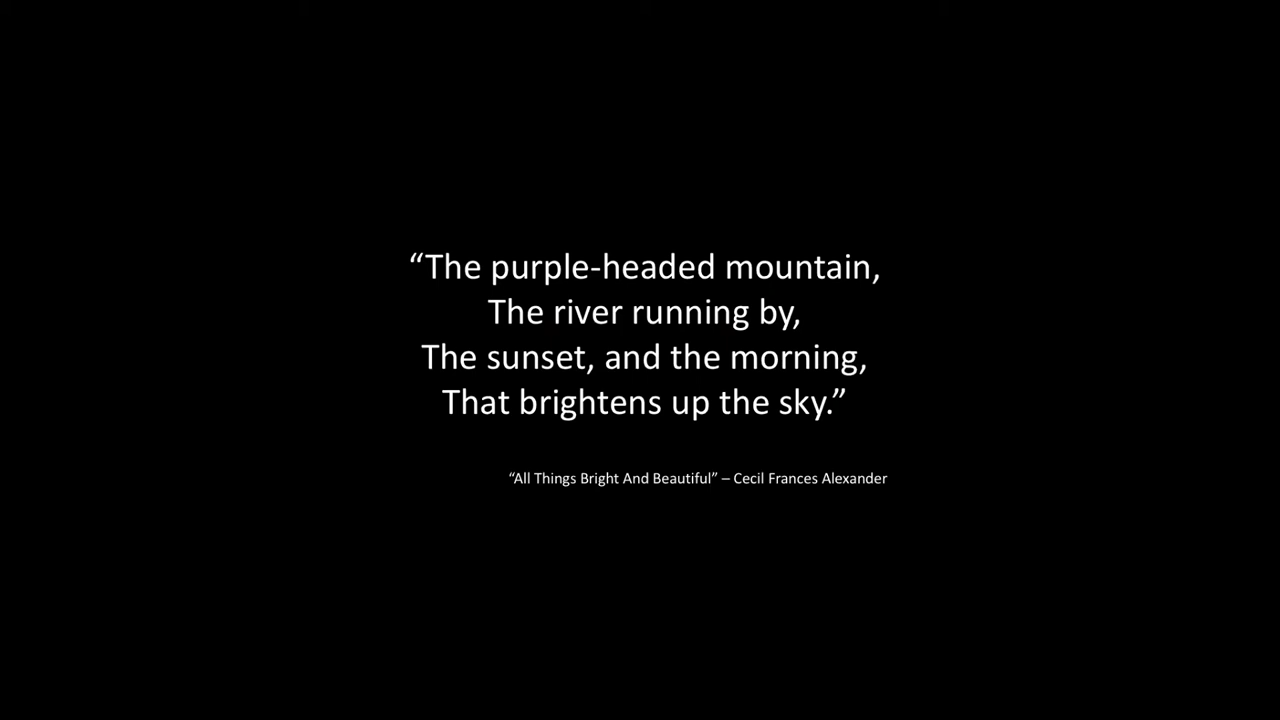 “The purple-headed mountain,
The river running by,
The sunset, and the morning,
That brightens up the sky.”
“All Things Bright And Beautiful” – Cecil Frances Alexander